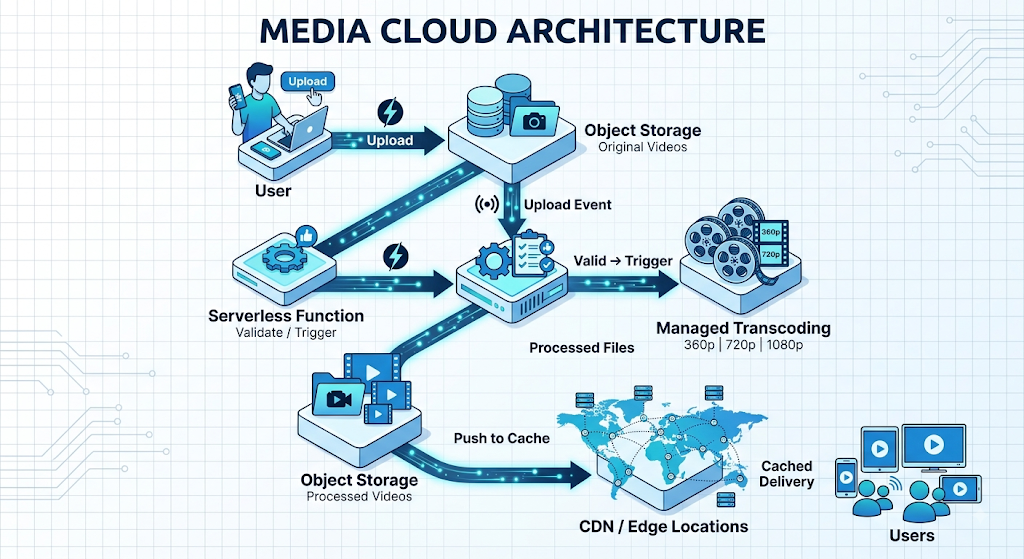 MEDIA CLOUD ARCHITECTURE
Upload
Upload
User
Object Storage
Original Videos
Upload Event
Serverless Function
Validate / Trigger
Valid → Trigger
360p
720p
Managed Transcoding
360p | 720p | 1080p
Processed Files
Object Storage
Processed Videos
Push to Cache
CDN / Edge Locations
Cached
Delivery
Users